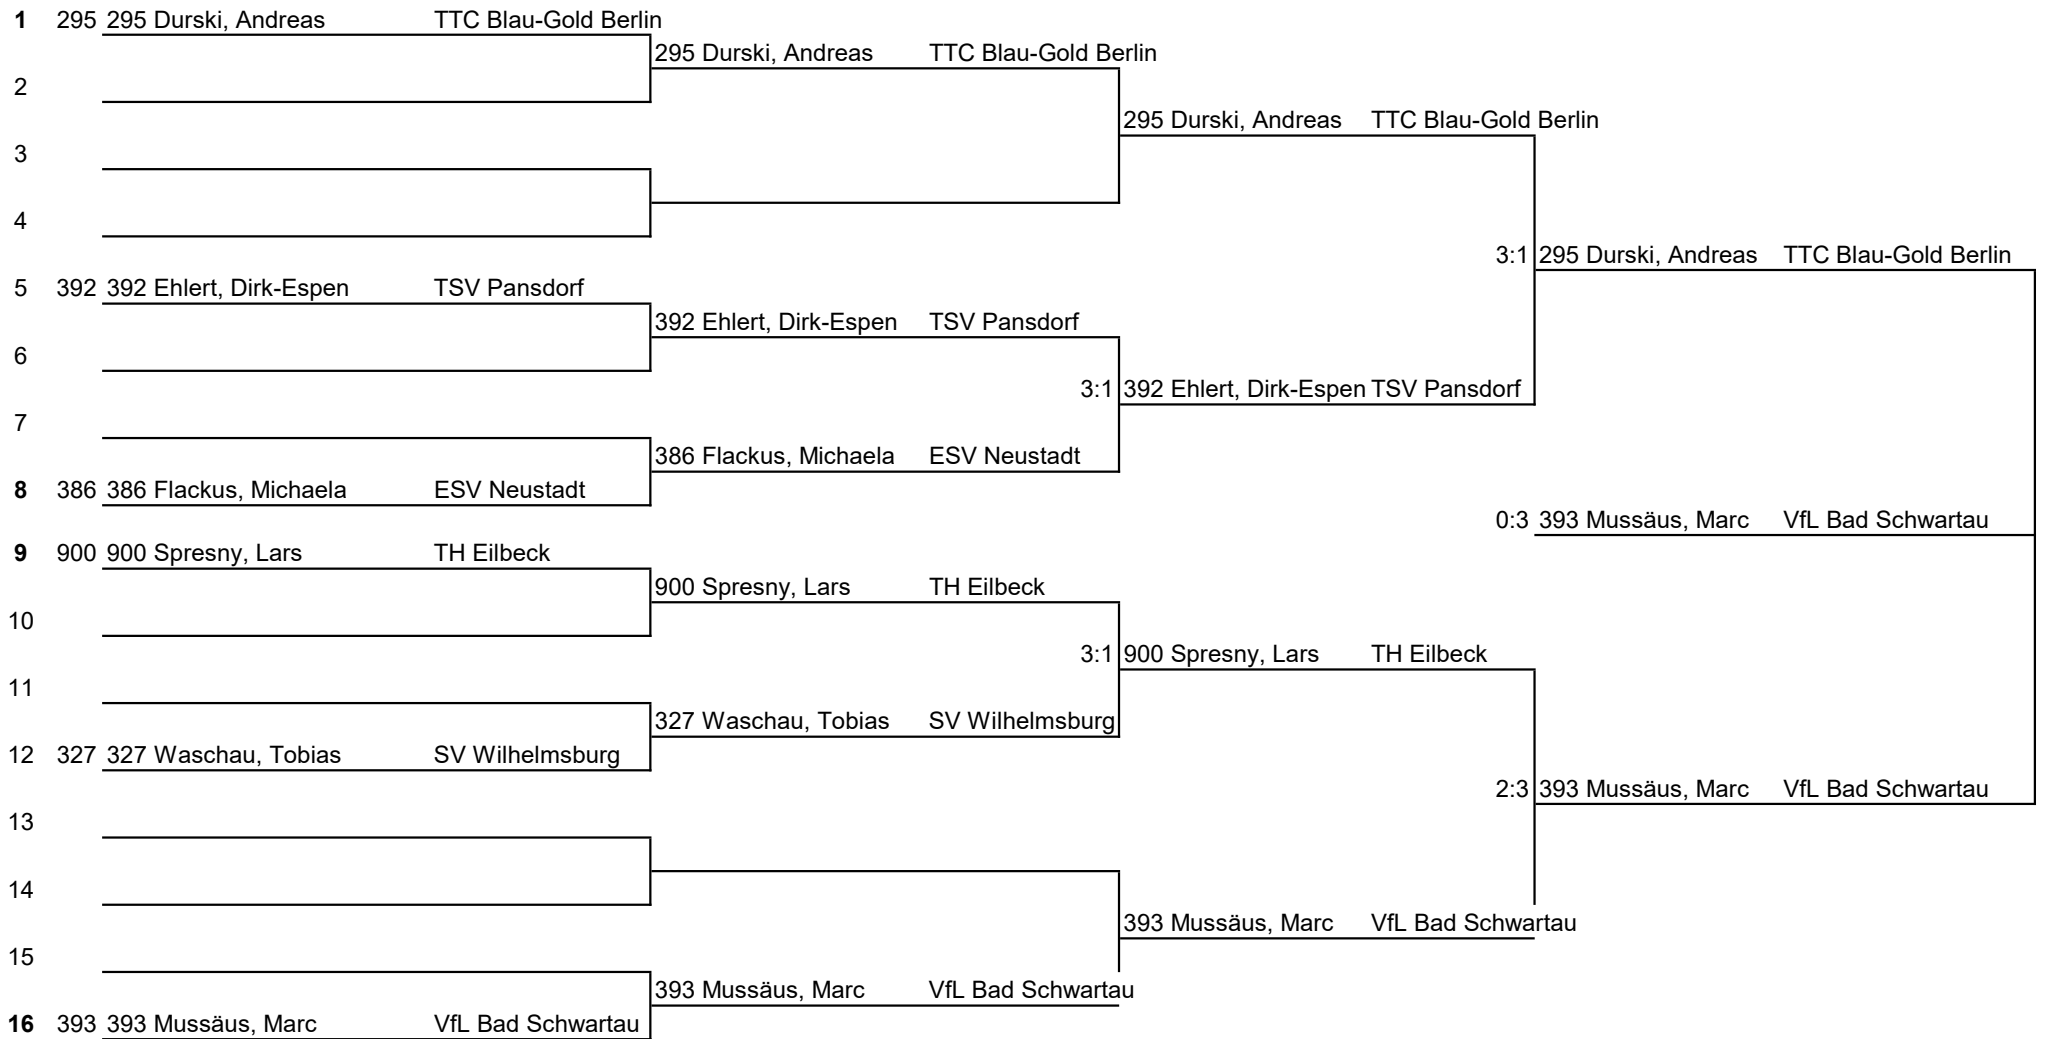 1 295 295 Durski, Andreas TTC Blau-Gold Berlin
295 Durski, Andreas TTC Blau-Gold Berlin
2
295 Durski, Andreas TTC Blau-Gold Berlin
3
4
3:1 295 Durski, Andreas TTC Blau-Gold Berlin
5 392 392 Ehlert, Dirk-Espen TSV Pansdorf
392 Ehlert, Dirk-Espen TSV Pansdorf
6
3:1 392 Ehlert, Dirk-Espen TSV Pansdorf
7
386 Flackus, Michaela ESV Neustadt
8 386 386 Flackus, Michaela ESV Neustadt
0:3 393 Mussäus, Marc VfL Bad Schwartau
9 900 900 Spresny, Lars TH Eilbeck
900 Spresny, Lars TH Eilbeck
10
3:1 900 Spresny, Lars TH Eilbeck
11
327 Waschau, Tobias SV Wilhelmsburg
12 327 327 Waschau, Tobias SV Wilhelmsburg
2:3 393 Mussäus, Marc VfL Bad Schwartau
13
14
393 Mussäus, Marc VfL Bad Schwartau
15
393 Mussäus, Marc VfL Bad Schwartau
16 393 393 Mussäus, Marc VfL Bad Schwartau